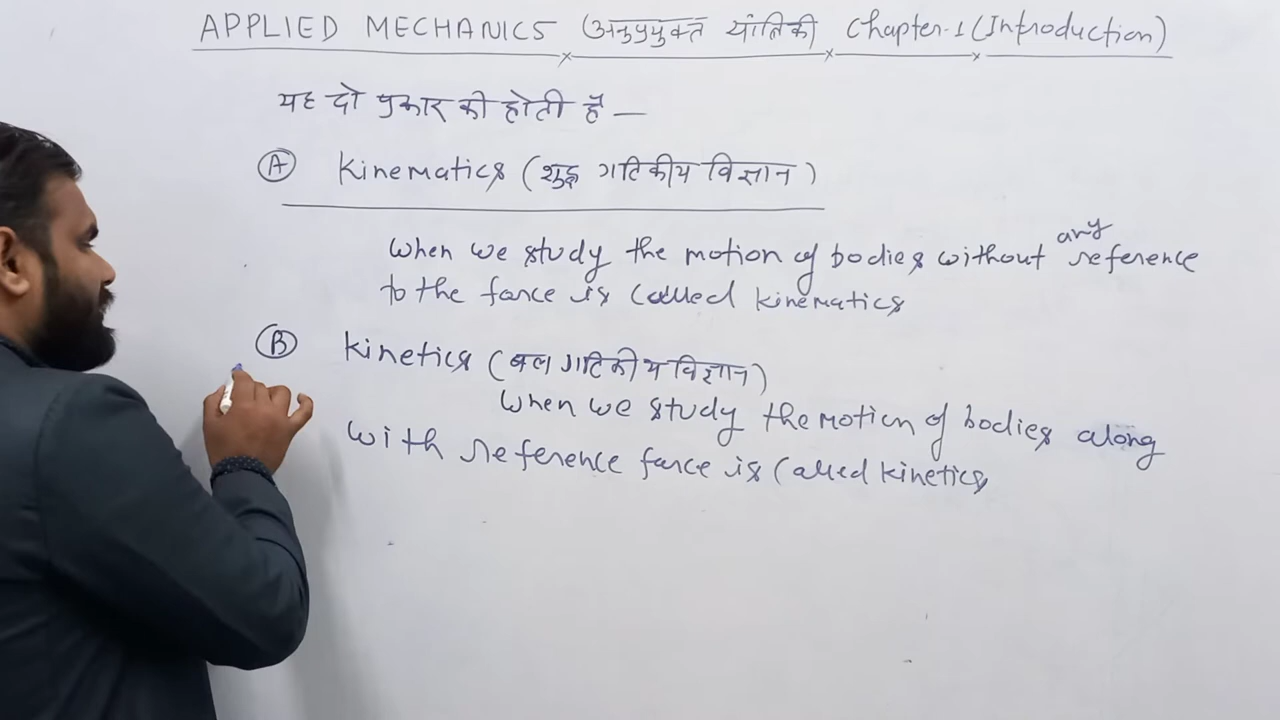 APPLIED MECHANICS (अनुप्रयुक्त यांत्रिकी) Chapter-1 (Introduction)
यह दो प्रकार की होती है —
(A) Kinematics (शुद्ध गतिकीय विज्ञान)
When we study the motion of bodies without any reference
to the force is called kinematics
(B) Kinetics (बल गतिकीय विज्ञान)
When we study the motion of bodies along
with reference force is called kinetics